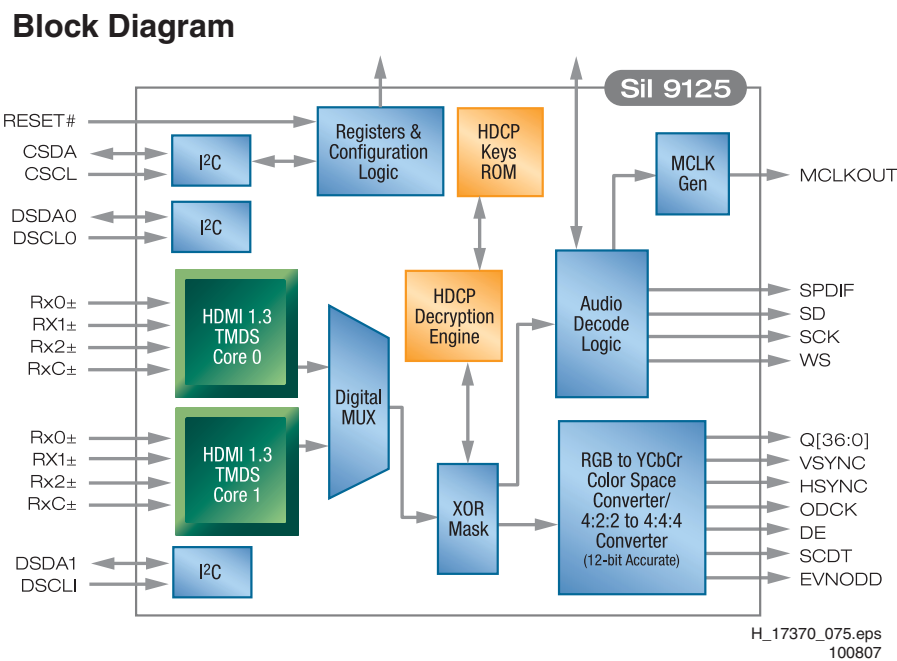 Block Diagram
SiI 9125
RESET#
CSDA
CSCL
DSDA0
DSCL0
Rx0±
RX1±
Rx2±
RxC±
Rx0±
RX1±
Rx2±
RxC±
DSDA1
DSCLI
I²C
I²C
I²C
Registers &
Configuration
Logic
HDCP
Keys
ROM
MCLK
Gen
HDMI 1.3
TMDS
Core 0
HDMI 1.3
TMDS
Core 1
Digital
MUX
HDCP
Decryption
Engine
XOR
Mask
Audio
Decode
Logic
RGB to YCbCr
Color Space
Converter/
4:2:2 to 4:4:4
Converter
(12-bit Accurate)
MCLKOUT
SPDIF
SD
SCK
WS
Q[36:0]
VSYNC
HSYNC
ODCK
DE
SCDT
EVNODD
H_17370_075.eps
100807